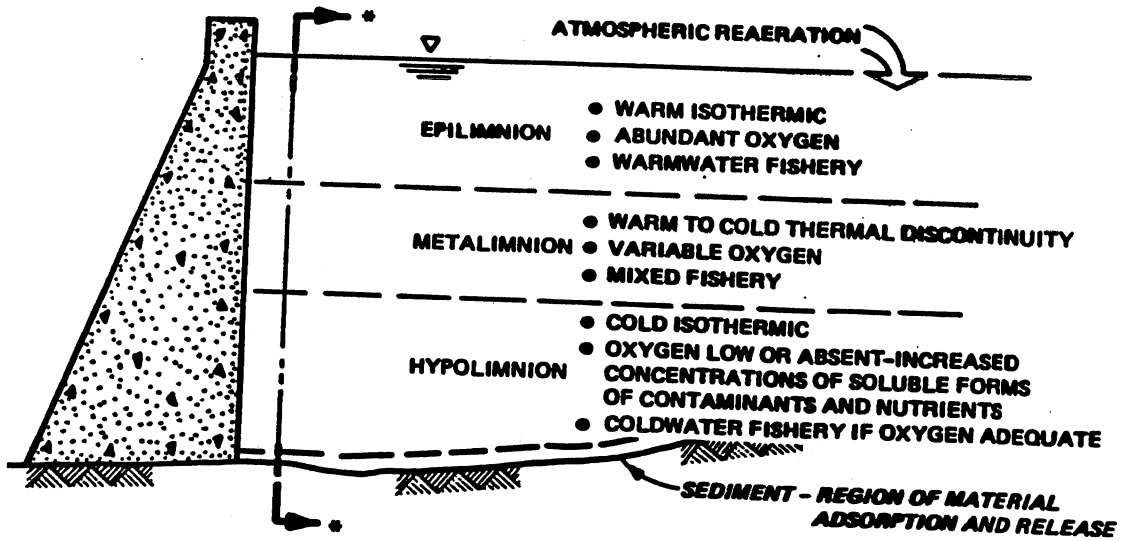 *
ATMOSPHERIC REAERATION
EPILIMNION
● WARM ISOTHERMIC
● ABUNDANT OXYGEN
● WARMWATER FISHERY
METALIMNION
● WARM TO COLD THERMAL DISCONTINUITY
● VARIABLE OXYGEN
● MIXED FISHERY
HYPOLIMNION
● COLD ISOTHERMIC
● OXYGEN LOW OR ABSENT-INCREASED
CONCENTRATIONS OF SOLUBLE FORMS
OF CONTAMINANTS AND NUTRIENTS
● COLDWATER FISHERY IF OXYGEN ADEQUATE
SEDIMENT - REGION OF MATERIAL
ADSORPTION AND RELEASE
*